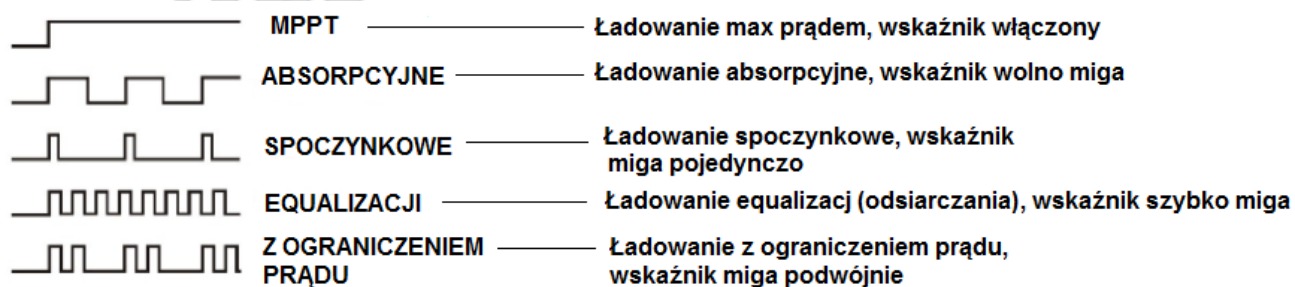 MPPT Ładowanie max prądem, wskaźnik włączony
ABSORPCYJNE Ładowanie absorpcyjne, wskaźnik wolno miga
SPOCZYNKOWE Ładowanie spoczynkowe, wskaźnik
miga pojedynczo
EQUALIZACJI Ładowanie equalizacj (odsiarczania), wskaźnik szybko miga
Z OGRANICZENIEM Ładowanie z ograniczeniem prądu,
PRĄDU wskaźnik miga podwójnie